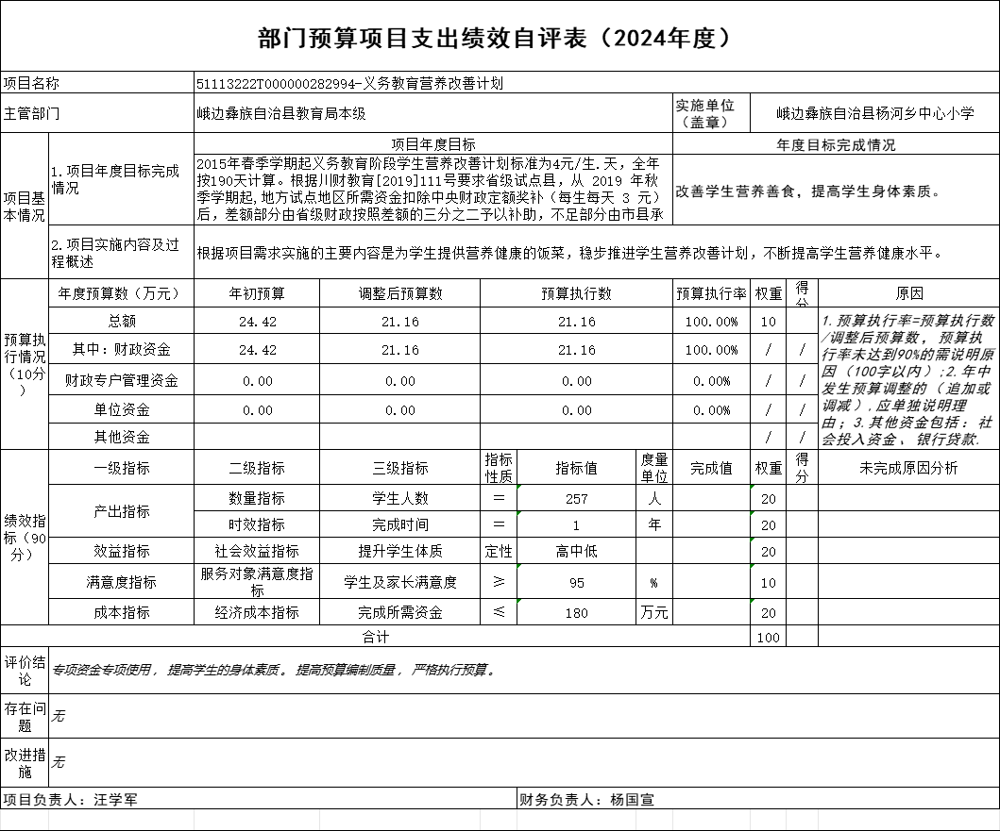 部门预算项目支出绩效自评表（2024年度）
项目名称 51113222T000000282994-义务教育营养改善计划
主管部门 峨边彝族自治县教育局本级 实施单位（盖章） 峨边彝族自治县杨河乡中心小学
项目基本情况
1.项目年度目标完成情况
项目年度目标 年度目标完成情况
2015年春季学期起义务教育阶段学生营养改善计划标准为4元/生.天，全年
按190天计算。根据川财教育[2019]111号要求省级试点县，从 2019 年秋
季学期起,地方试点地区所需资金扣除中央财政定额奖补（每生每天 3 元）
后，差额部分由省级财政按照差额的三分之二予以补助，不足部分由市县承
改善学生营养善食，提高学生身体素质。
2.项目实施内容及过程概述
根据项目需求实施的主要内容是为学生提供营养健康的饭菜，稳步推进学生营养改善计划，不断提高学生营养健康水平。
预算执行情况（10分）
年度预算数（万元） 年初预算 调整后预算数 预算执行数 预算执行率 权重 得分 原因
总额 24.42 21.16 21.16 100.00% 10
其中：财政资金 24.42 21.16 21.16 100.00% / /
财政专户管理资金 0.00 0.00 0.00 0.00% / /
单位资金 0.00 0.00 0.00 0.00% / /
其他资金 / /
1.预算执行率=预算执行数
/调整后预算数，预算执
行率未达到90%的需说明原
因（100字以内）;2.年中
发生预算调整的（追加或
调减）,应单独说明理
由；3.其他资金包括：社
会投入资金、银行贷款.
绩效指标（90分）
一级指标 二级指标 三级指标 指标性质 指标值 度量单位 完成值 权重 得分 未完成原因分析
产出指标 数量指标 学生人数 ＝ 257 人 20
时效指标 完成时间 ＝ 1 年 20
效益指标 社会效益指标 提升学生体质 定性 高中低 20
满意度指标 服务对象满意度指标 学生及家长满意度 ≥ 95 % 10
成本指标 经济成本指标 完成所需资金 ≤ 180 万元 20
合计 100
评价结论 专项资金专项使用，提高学生的身体素质。提高预算编制质量，严格执行预算。
存在问题 无
改进措施 无
项目负责人：汪学军 财务负责人：杨国宣